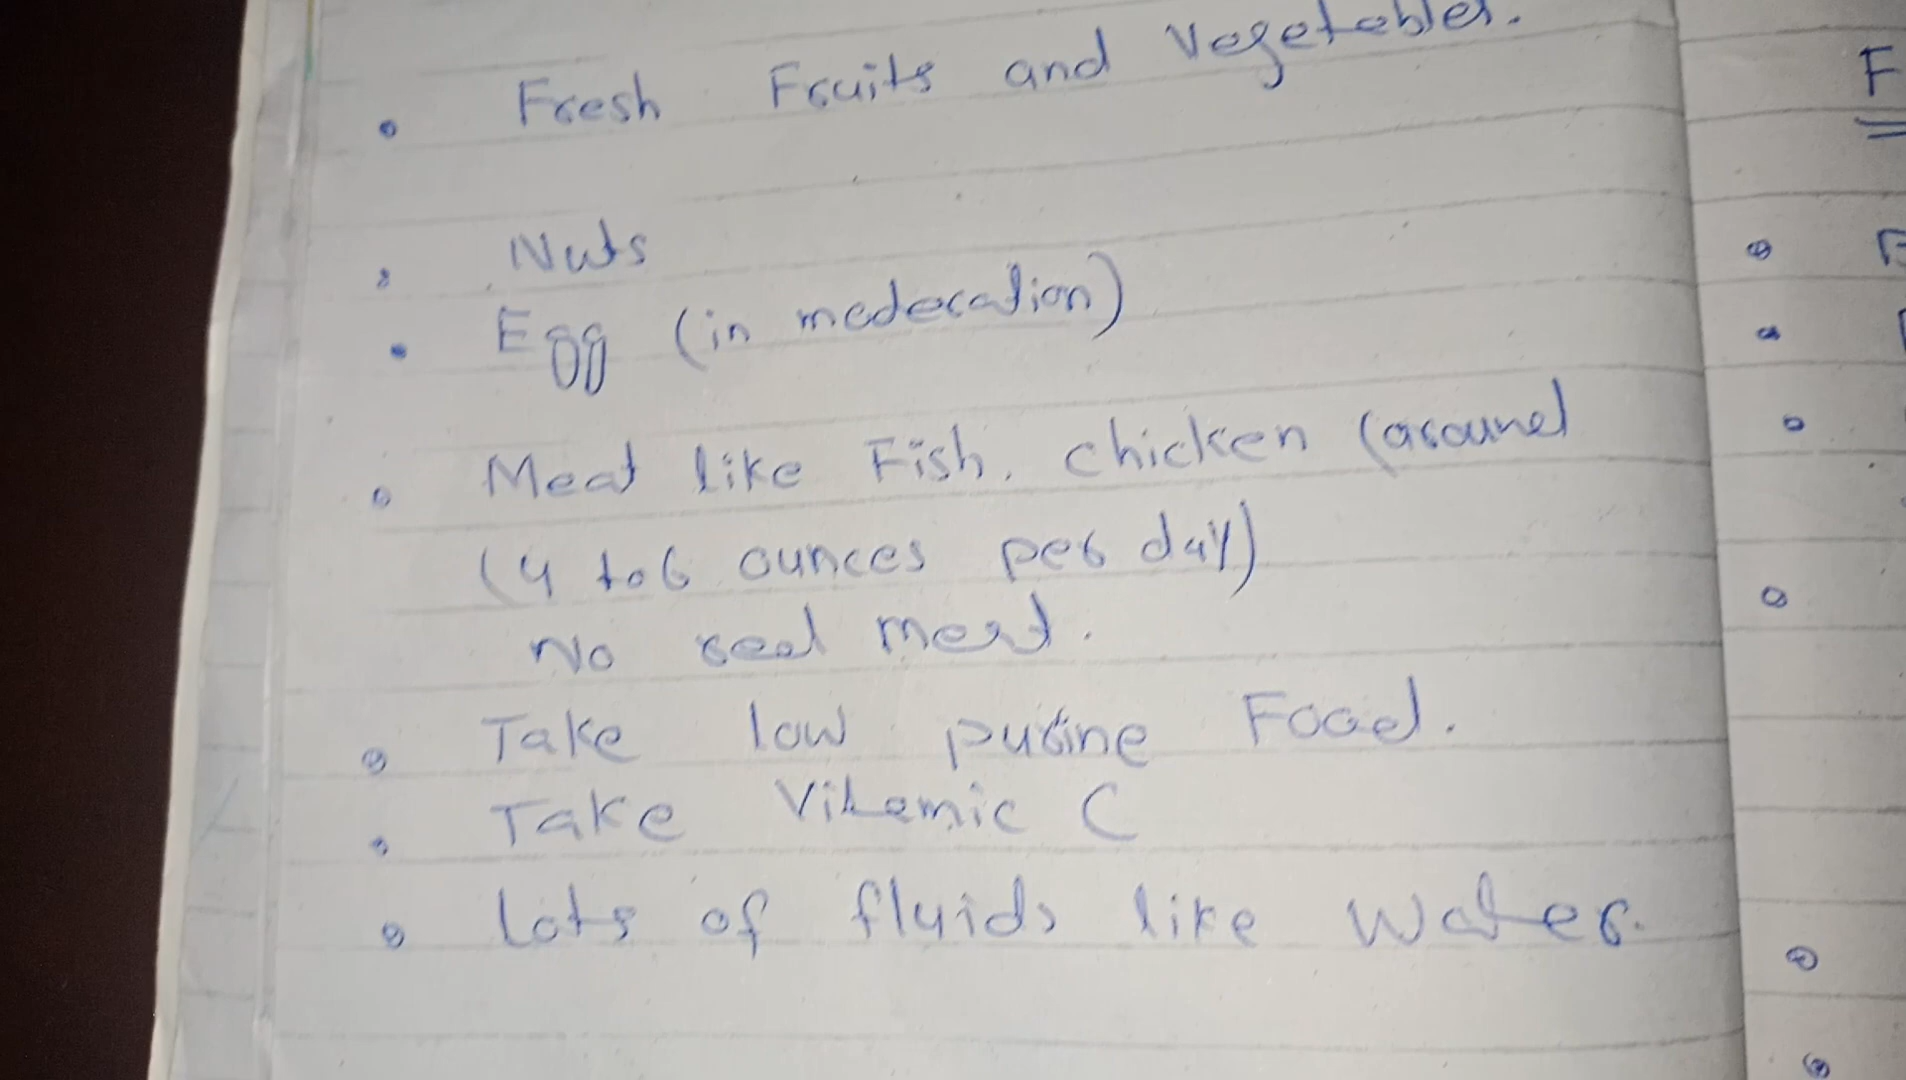 • Fresh Fruits and Vegetables.
• Nuts
• Egg (in moderation)
• Meat like Fish, chicken (around
(4 to 6 ounces per day)
No red meat.
• Take low purine Food.
• Take Vitamic C
• lots of fluids like Water.
F